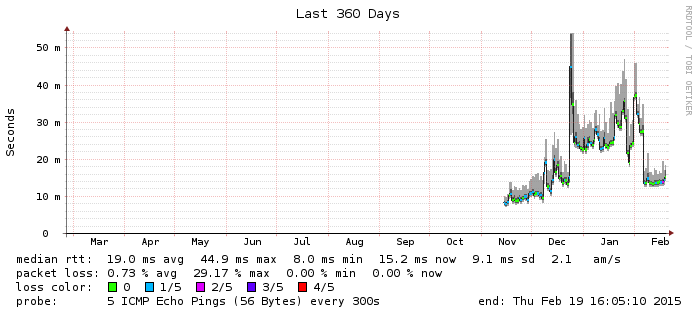 Last 360 Days
RRDTOOL / TOBI OETIKER
Seconds
50 m
40 m
30 m
20 m
10 m
0
Mar Apr May Jun Jul Aug Sep Oct Nov Dec Jan Feb
median rtt: 19.0 ms avg 44.9 ms max 8.0 ms min 15.2 ms now 9.1 ms sd 2.1 am/s
packet loss: 0.73 % avg 29.17 % max 0.00 % min 0.00 % now
loss color: 0 1/5 2/5 3/5 4/5
probe: 5 ICMP Echo Pings (56 Bytes) every 300s end: Thu Feb 19 16:05:10 2015